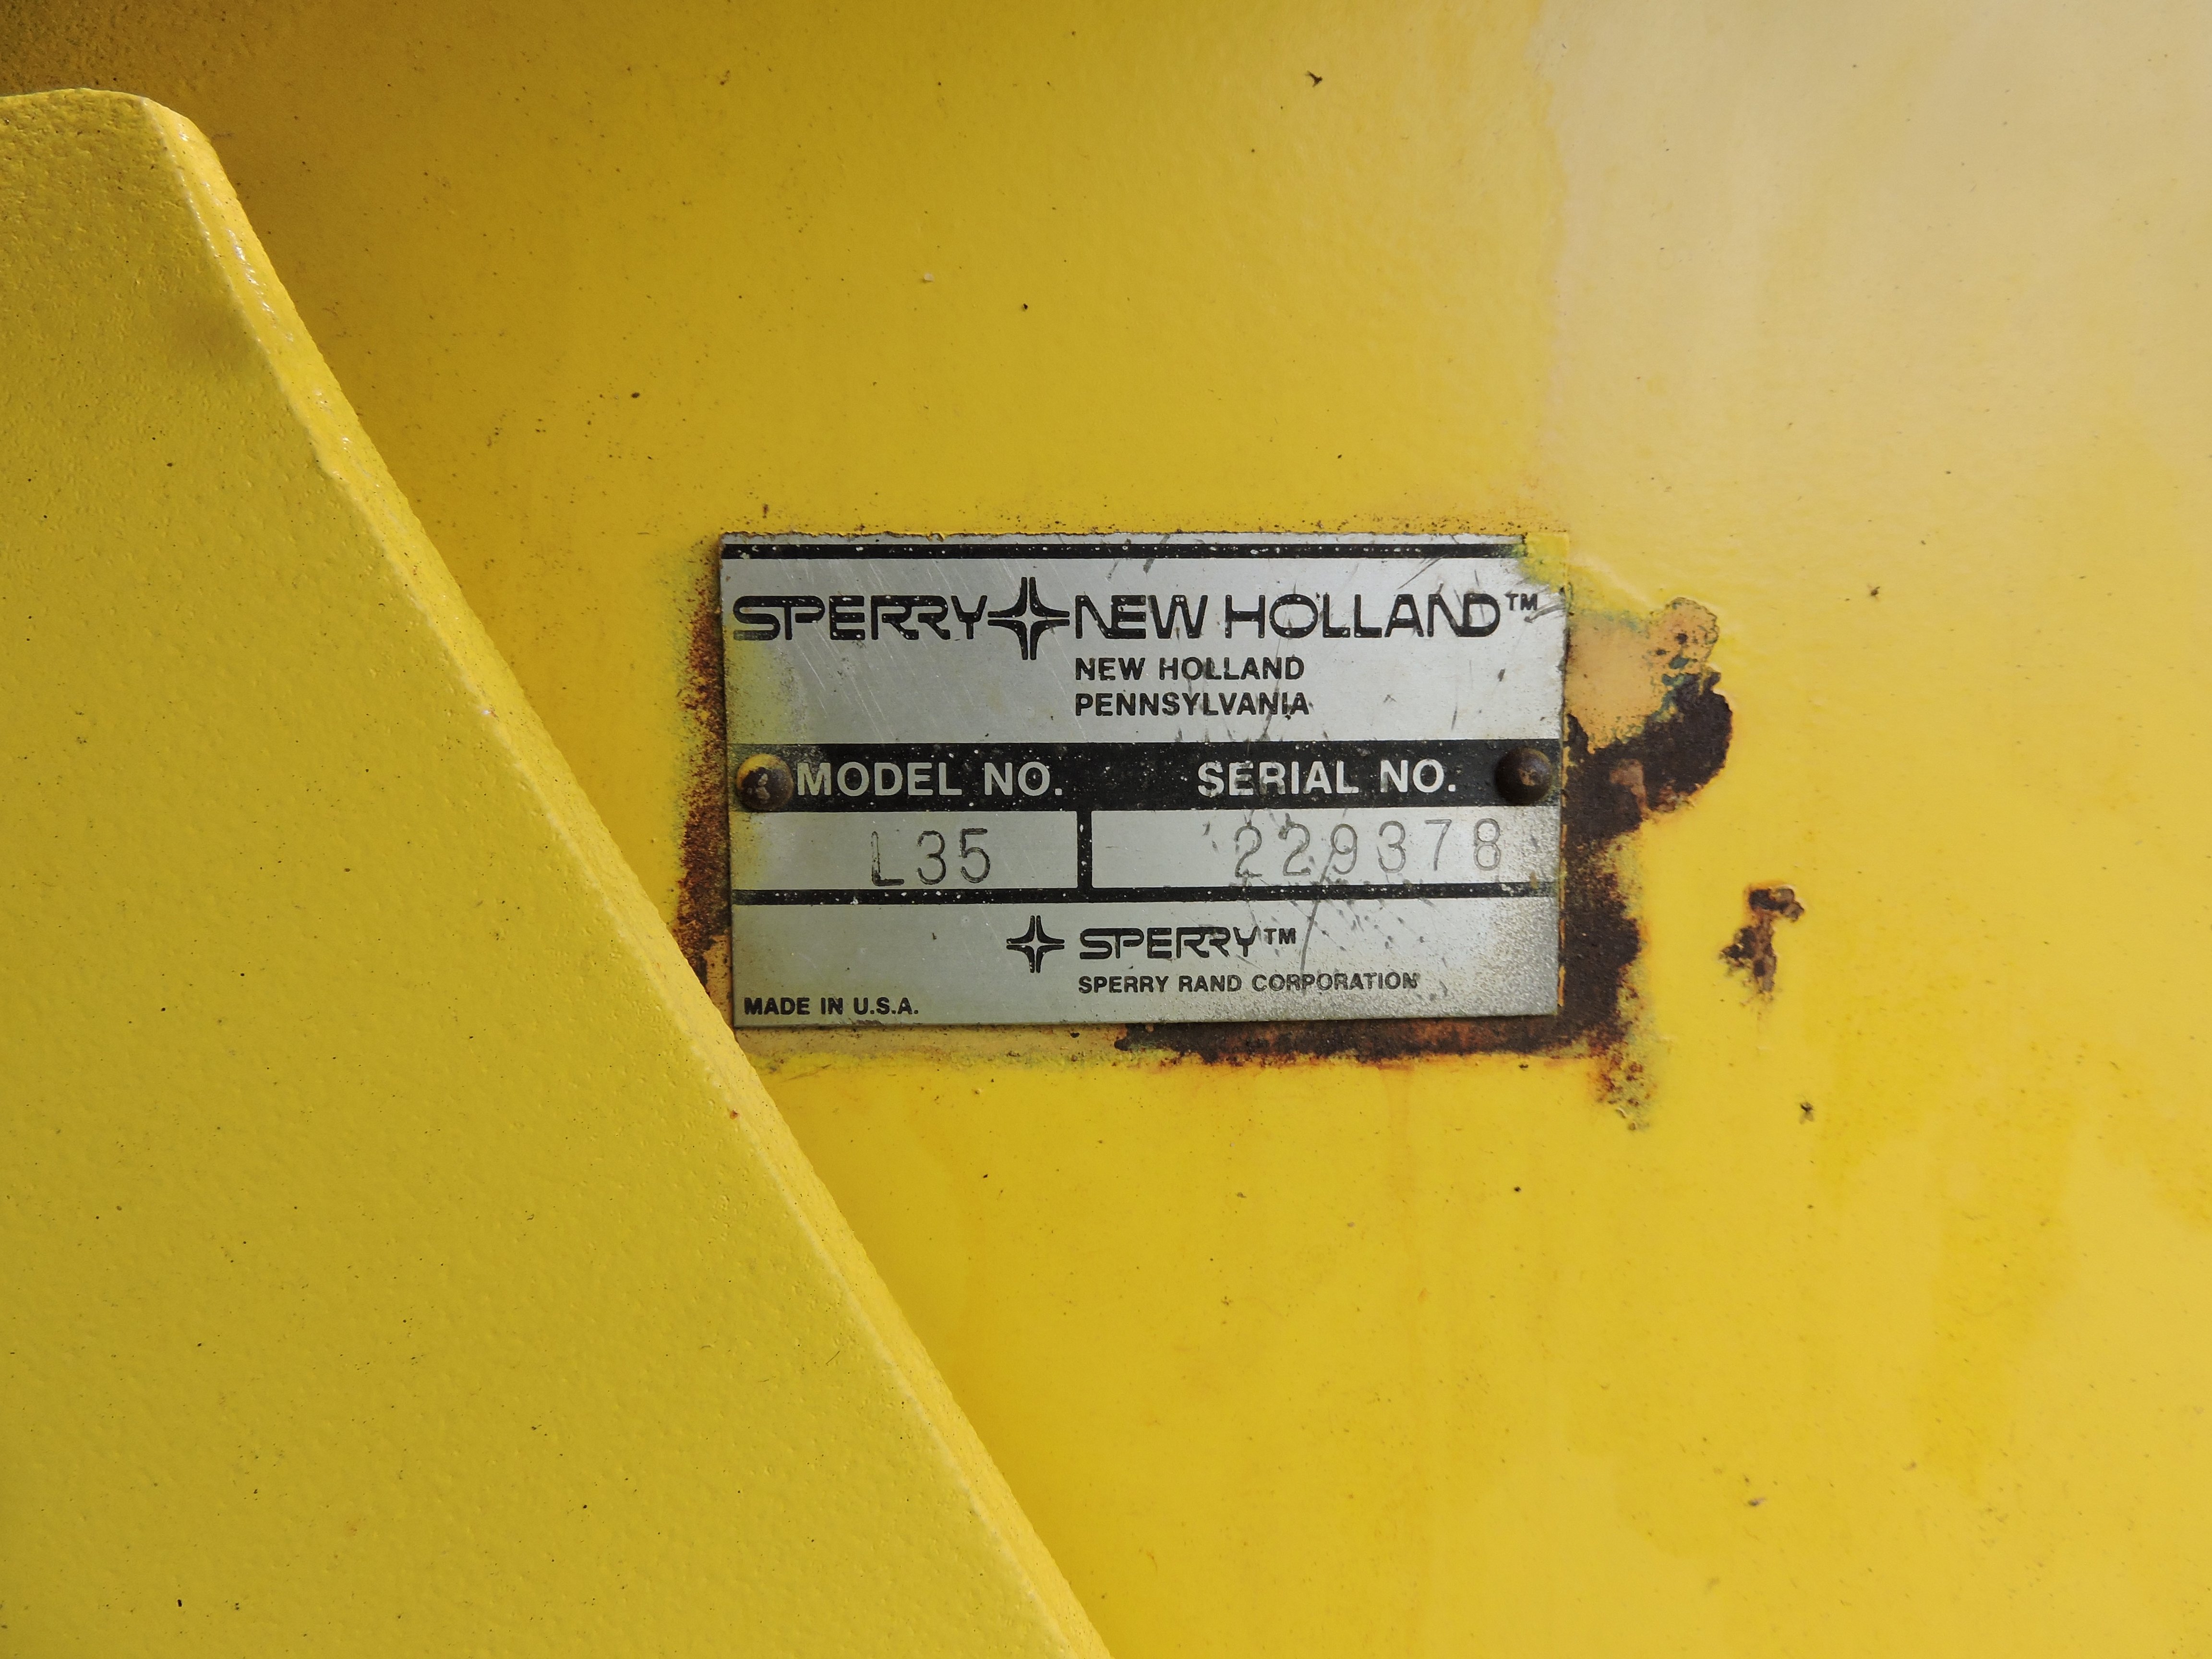 SPERRY NEW HOLLAND™
NEW HOLLAND
PENNSYLVANIA
MODEL NO. SERIAL NO.
L35 229378
SPERRY™
SPERRY RAND CORPORATION
MADE IN U.S.A.